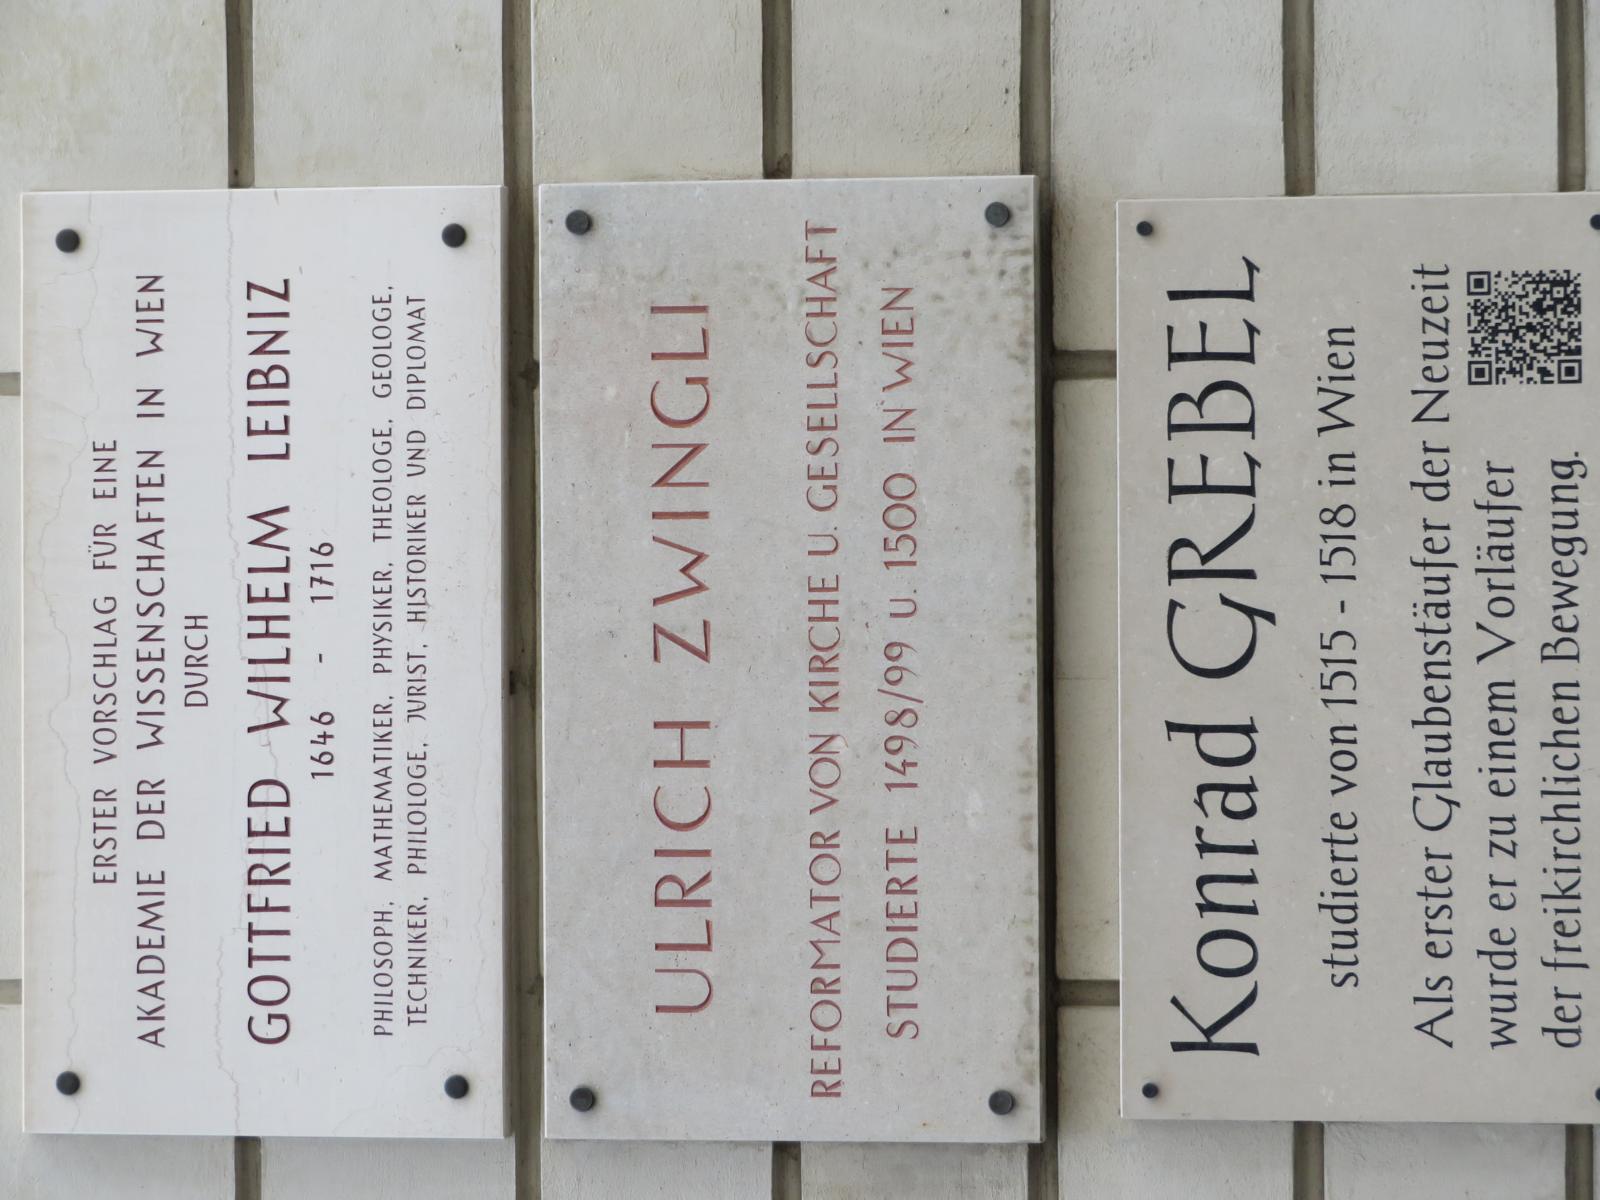 ERSTER VORSCHLAG FÜR EINE
AKADEMIE DER WISSENSCHAFTEN IN WIEN
DURCH
GOTTFRIED WILHELM LEIBNIZ
1646 - 1716
PHILOSOPH, MATHEMATIKER, PHYSIKER, THEOLOGE, GEOLOGE,
TECHNIKER, PHILOLOGE, JURIST, HISTORIKER UND DIPLOMAT
ULRICH ZWINGLI
REFORMATOR VON KIRCHE U. GESELLSCHAFT
STUDIERTE 1498/99 U. 1500 IN WIEN
Konrad GREBEL
studierte von 1515 - 1518 in Wien
Als erster Glaubenstäufer der Neuzeit
wurde er zu einem Vorläufer
der freikirchlichen Bewegung.